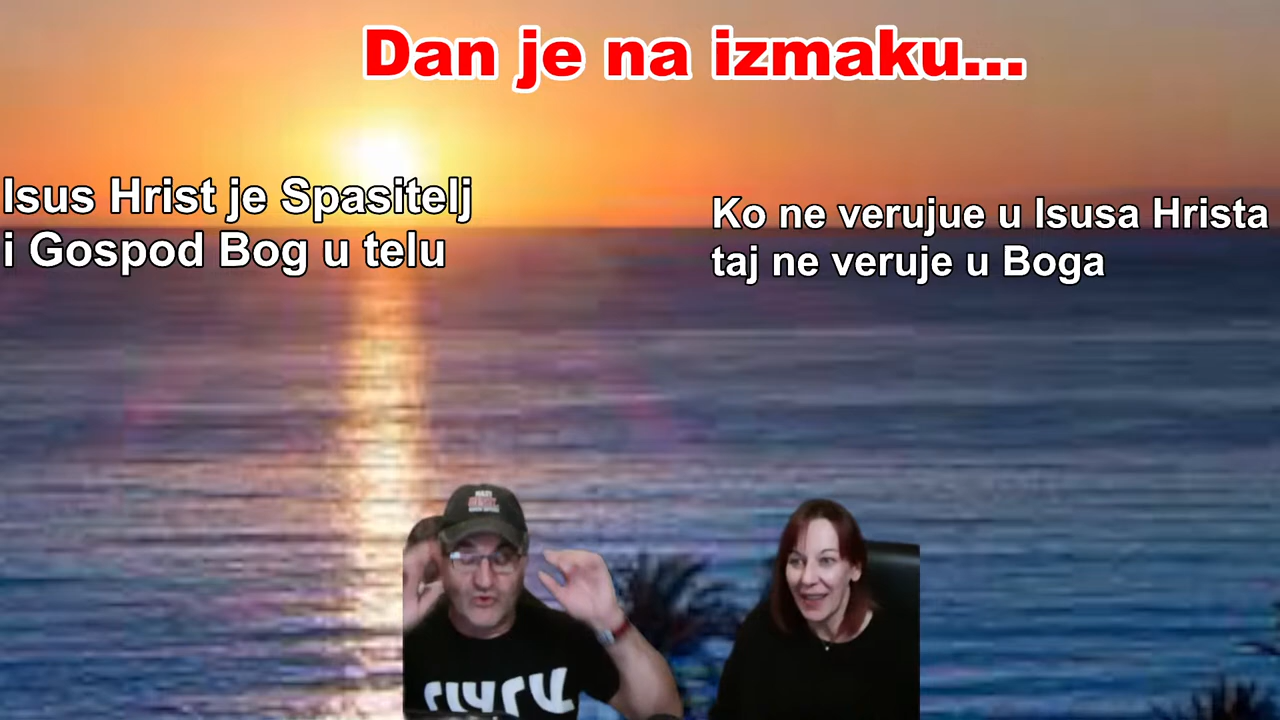 Dan je na izmaku...
Isus Hrist je Spasitelj
i Gospod Bog u telu
Ko ne verujue u Isusa Hrista
taj ne veruje u Boga